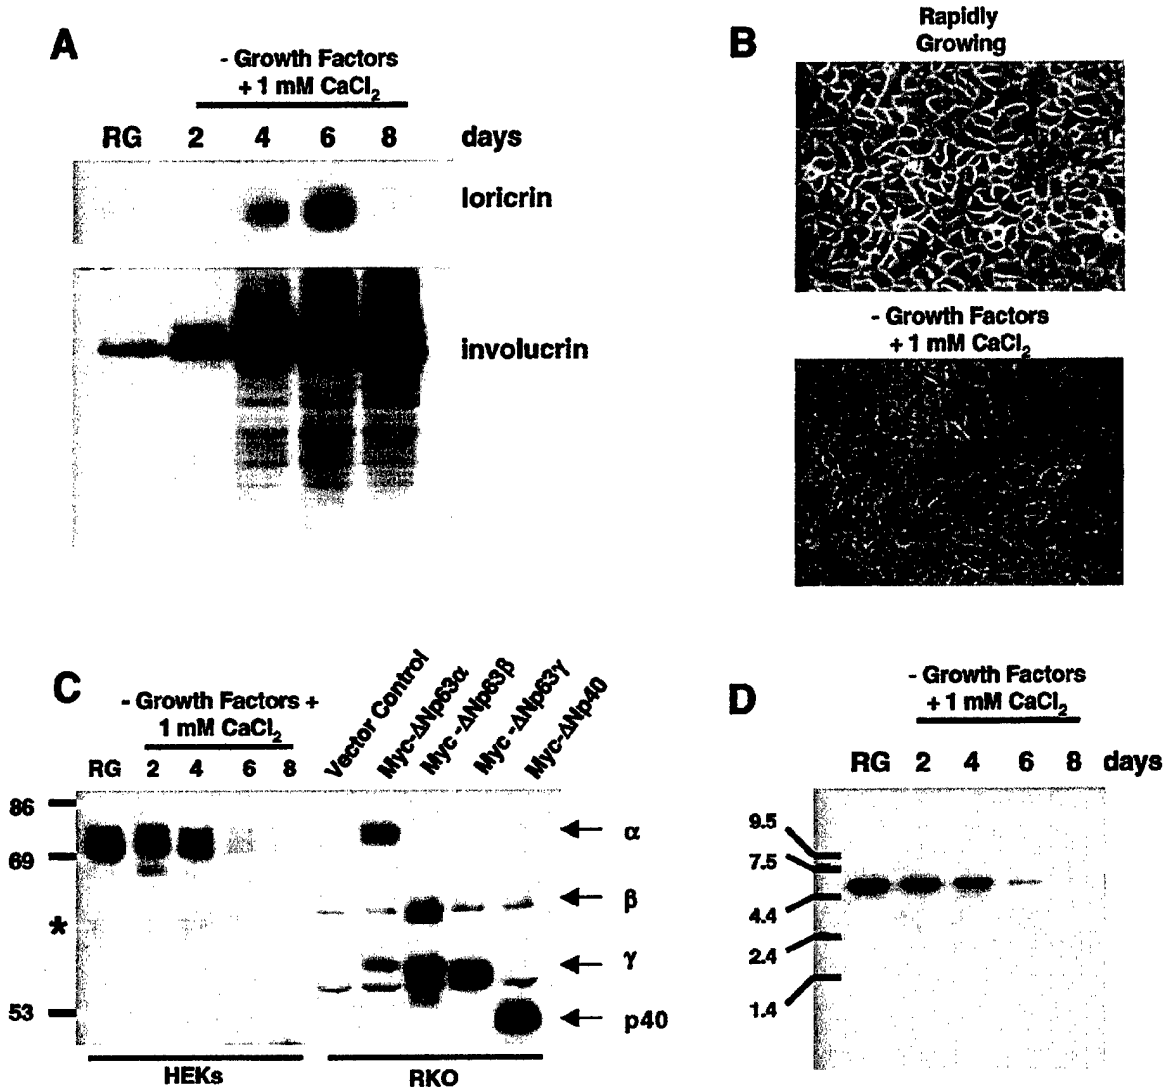 A
- Growth Factors
+ 1 mM CaCl2
RG 2 4 6 8 days
loricrin
involucrin
B
Rapidly
Growing
- Growth Factors
+ 1 mM CaCl2
C
- Growth Factors +
1 mM CaCl2
RG 2 4 6 8
Vector Control
Myc-ΔNp63α
Myc -ΔNp63β
Myc -ΔNp63γ
Myc-ΔNp40
86
69
*
53
α
β
γ
p40
HEKs
RKO
D
- Growth Factors
+ 1 mM CaCl2
RG 2 4 6 8 days
9.5
7.5
4.4
2.4
1.4